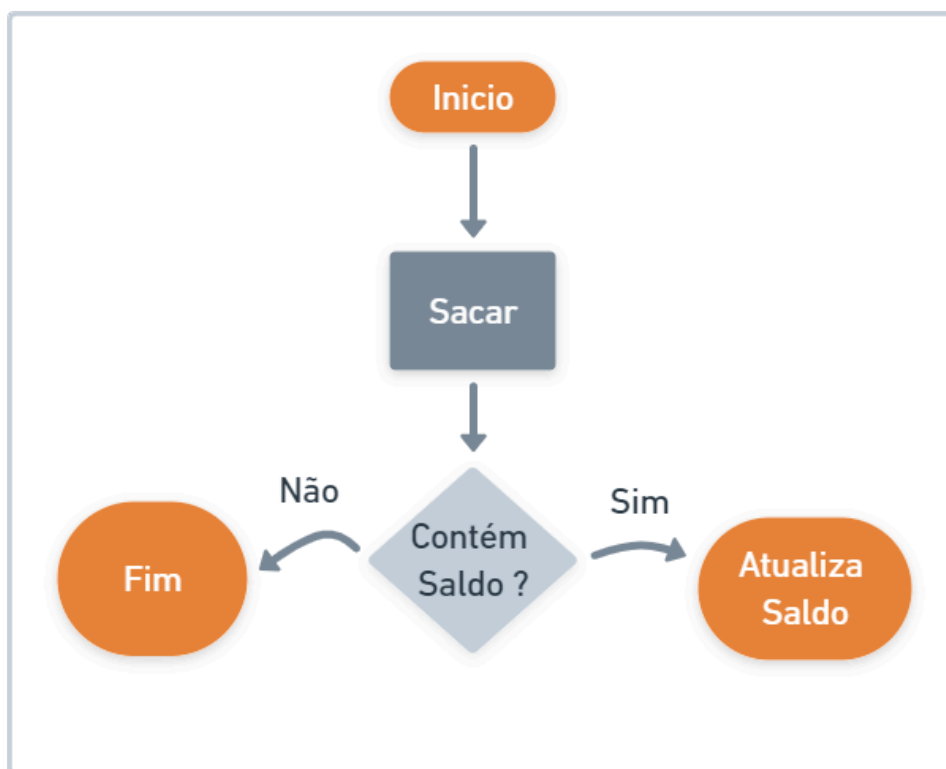 Inicio
Sacar
Não
Sim
Contém
Saldo ?
Fim
Atualiza
Saldo